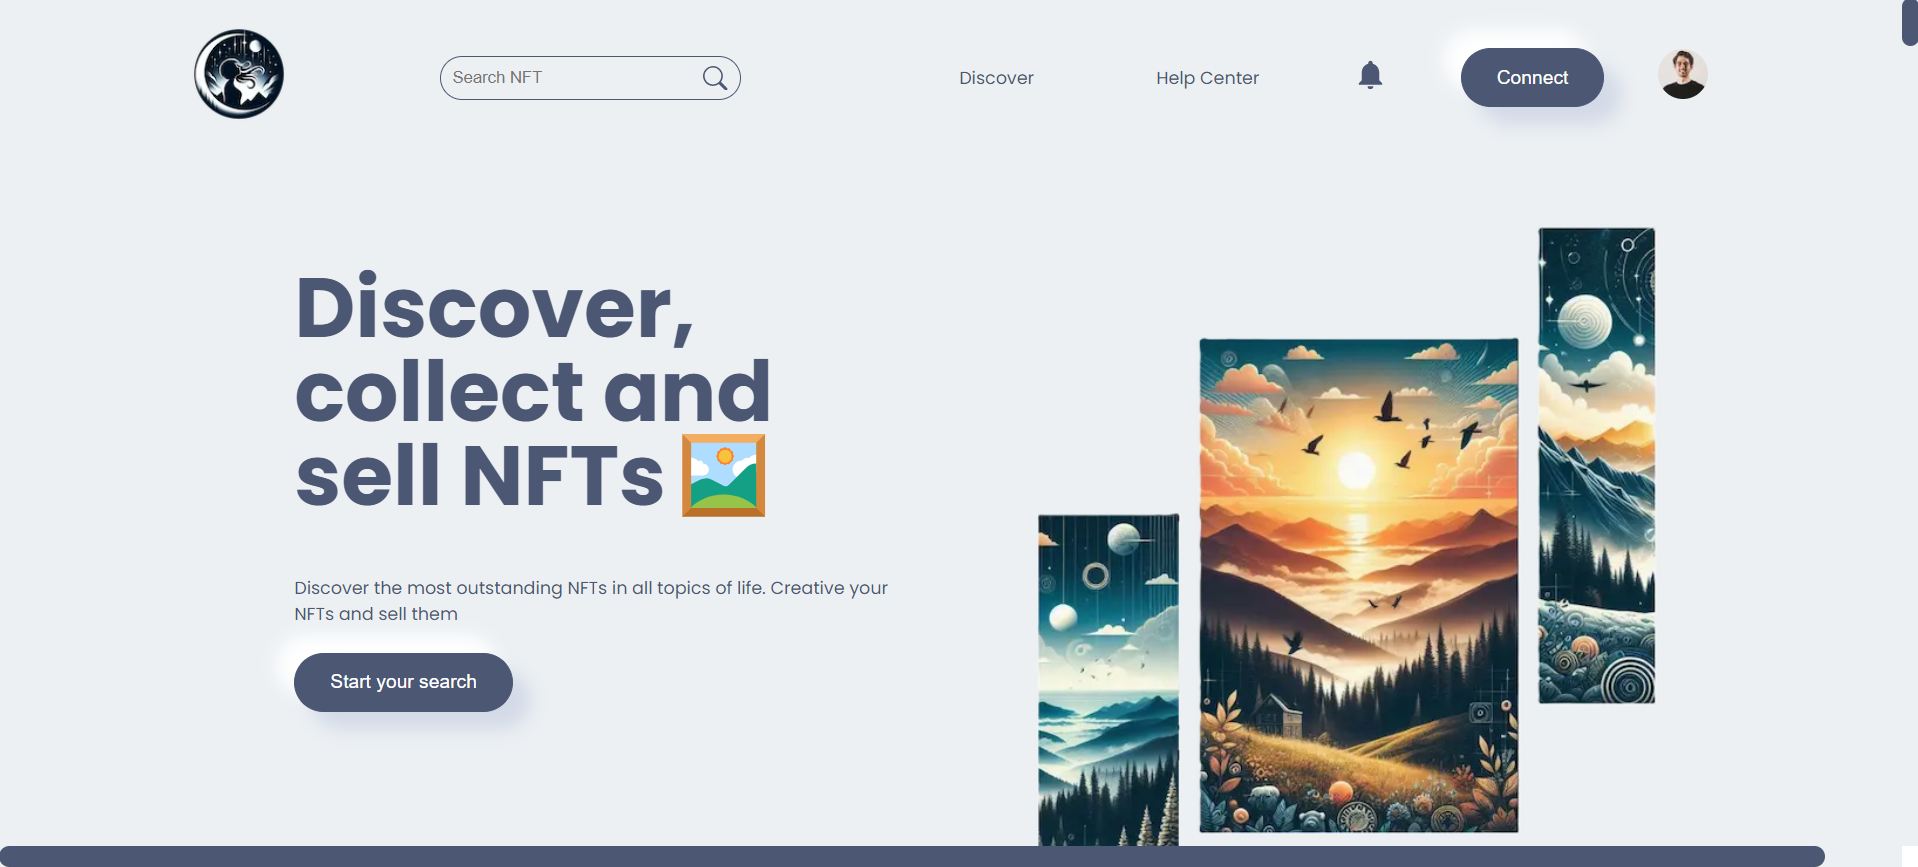 Search NFT
Discover
Help Center
Connect
Discover,
collect and
sell NFTs
Discover the most outstanding NFTs in all topics of life. Creative your
NFTs and sell them
Start your search